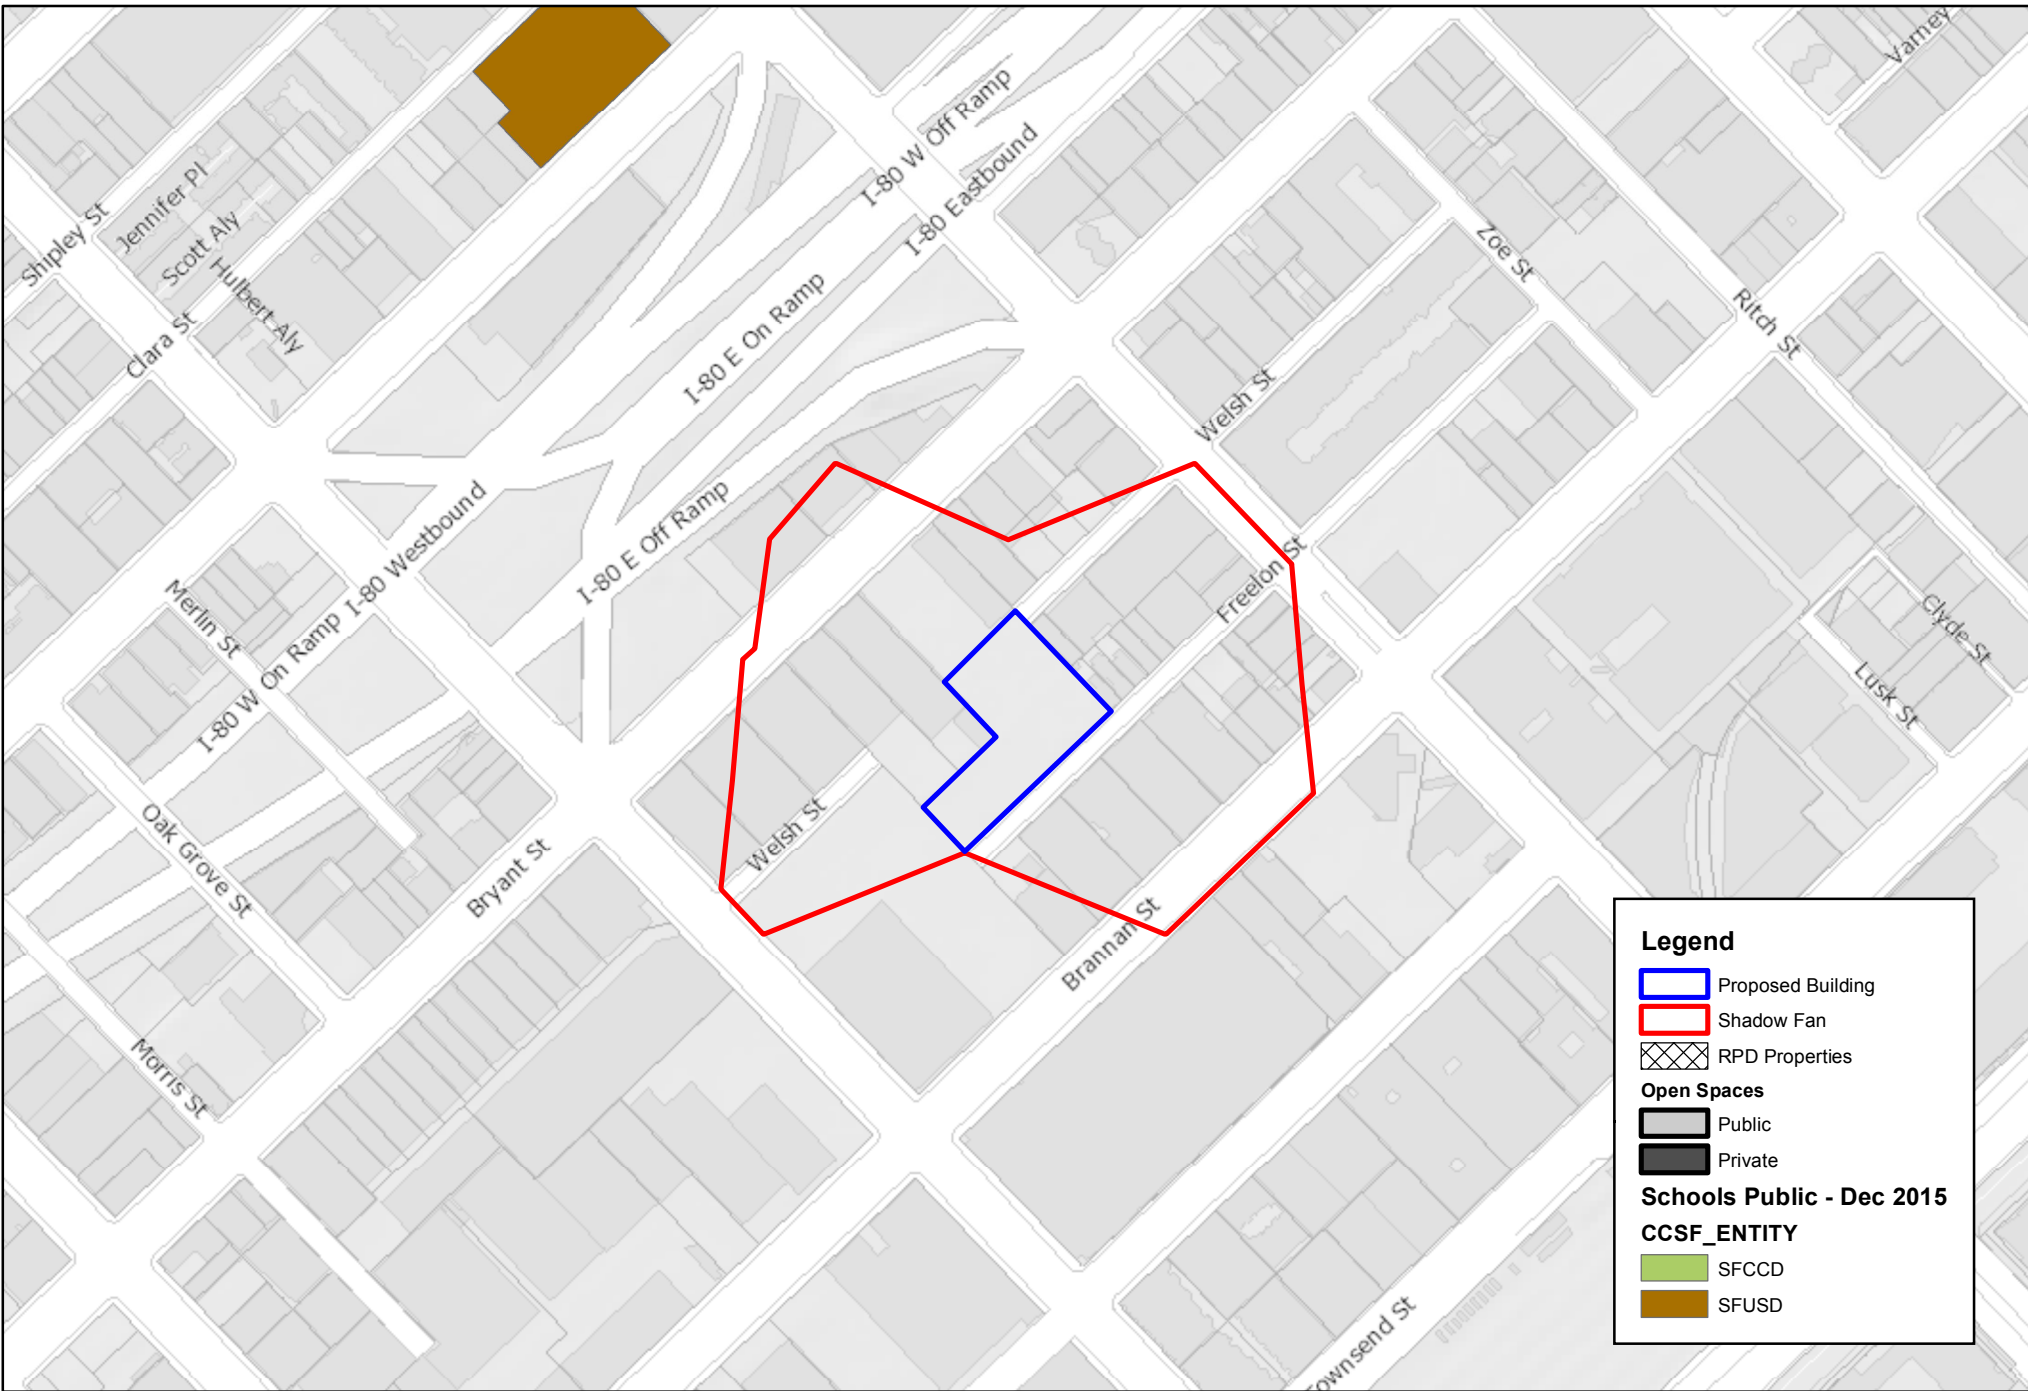 Varney
I-80 W Off Ramp
I-80 Eastbound
Jennifer Pl
Scott Aly
Shipley St
Hulbert Aly
Clara St
Zoe St
Ritch St
I-80 E On Ramp
Welsh St
I-80 Westbound
I-80 E Off Ramp
Freelon St
Merlin St
I-80 W On Ramp
Clyde St
Lusk St
Oak Grove St
Welsh St
Bryant St
Brannan St
Morris St
ownsend St
Legend
Proposed Building
Shadow Fan
RPD Properties
Open Spaces
Public
Private
Schools Public - Dec 2015
CCSF_ENTITY
SFCCD
SFUSD